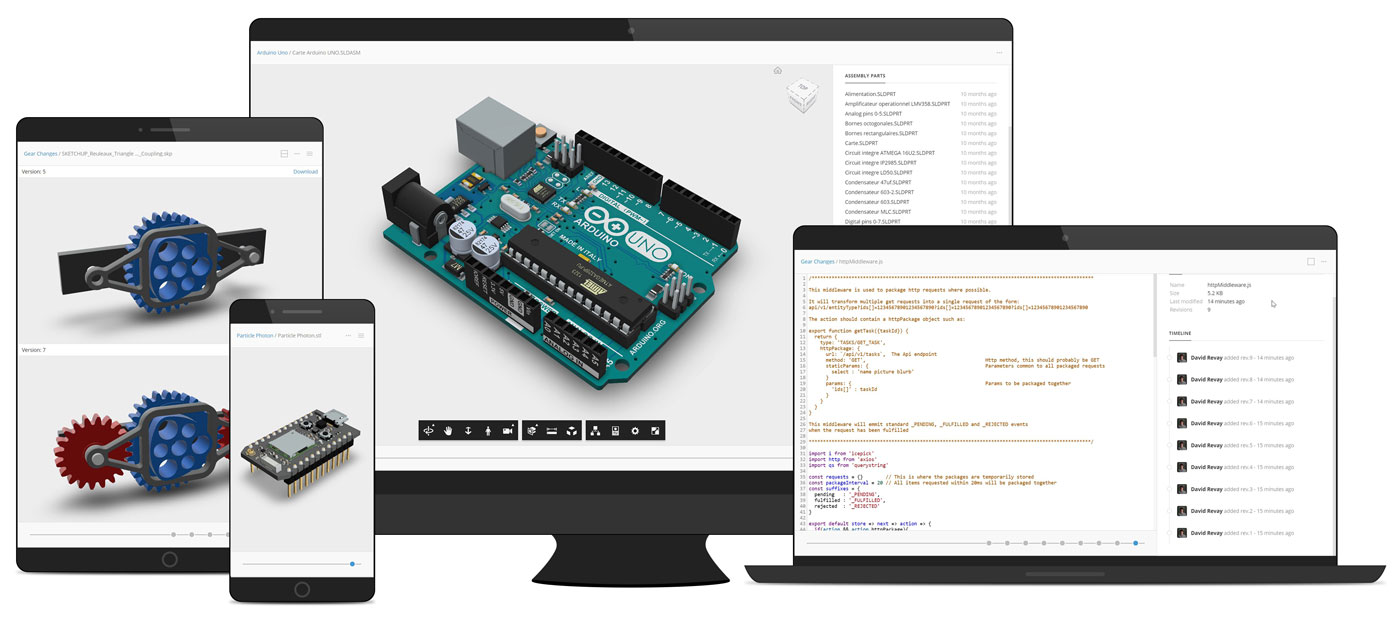 Arduino Uno / Carte Arduino UNO.SLDASM
TOP
ASSEMBLY PARTS
Alimentation.SLDPRT 10 months ago
Amplificateur operationnel LMV358.SLDPRT 10 months ago
Analog pins 0-5.SLDPRT 10 months ago
Bornes octogonales.SLDPRT 10 months ago
Bornes rectangulaires.SLDPRT 10 months ago
Carte.SLDPRT 10 months ago
Circuit integre ATMEGA 16U2.SLDPRT 10 months ago
Circuit integre IP2985.SLDPRT 10 months ago
Circuit integre LD50.SLDPRT 10 months ago
Condensateur 47uf.SLDPRT 10 months ago
Condensateur 603-2.SLDPRT 10 months ago
Condensateur 603.SLDPRT 10 months ago
Condensateur MLC.SLDPRT 10 months ago
Digital pins 0-7.SLDPRT 10 months ago
DIGITAL (PWM~)
UNO
ARDUINO
MADE IN ITALY
TX
RX
47
25V
47
25V
ATMEL
POWER
ANALOG IN
ARDUINO.ORG
Gear Changes / SKETCHUP_Reuleaux_Triangle ... _Coupling.skp
Version: 5 Download
Version: 7
Particle Photon / Particle Photon.stl
Gear Changes / httpMiddleware.js
This middleware is used to package http requests where possible.
It will transform multiple get requests into a single request of the form:
api/v1/entityType?ids[]=12345678901234567890&ids[]=12345678901234567890
The action should contain a httpPackage object such as:
export function getTask({taskId}) {
return {
type: 'TASKS/GET_TASK',
httpPackage: {
url: '/api/v1/tasks', The Api endpoint
method: 'GET', Http method, this should probably be GET
staticParams: { Parameters common to all packaged requests
select : 'name picture blurb'
}
params: { Params to be packaged together
'ids[]' : taskId
}
}
}
}
This middleware will emmit standard _PENDING, _FULFILLED and _REJECTED events
when the request has been fulfilled
import i from 'icepick'
import http from 'axios'
import qs from 'querystring'
const requests = {} // This is where the packages are temporarily stored
const packageInterval = 20 // All items requested within 20ms will be packaged together
const suffixes = {
pending : '_PENDING',
fulfilled : '_FULFILLED',
rejected : '_REJECTED'
}
export default store => next => action => {
if(action && action.httpPackage){
Name httpMiddleware.js
Size 5.2 KB
Last modified 14 minutes ago
Revisions 9
TIMELINE
David Revay added rev.9 - 14 minutes ago
David Revay added rev.8 - 14 minutes ago
David Revay added rev.7 - 14 minutes ago
David Revay added rev.6 - 15 minutes ago
David Revay added rev.5 - 14 minutes ago
David Revay added rev.4 - 15 minutes ago
David Revay added rev.3 - 15 minutes ago
David Revay added rev.2 - 15 minutes ago
David Revay added rev.1 - 15 minutes ago